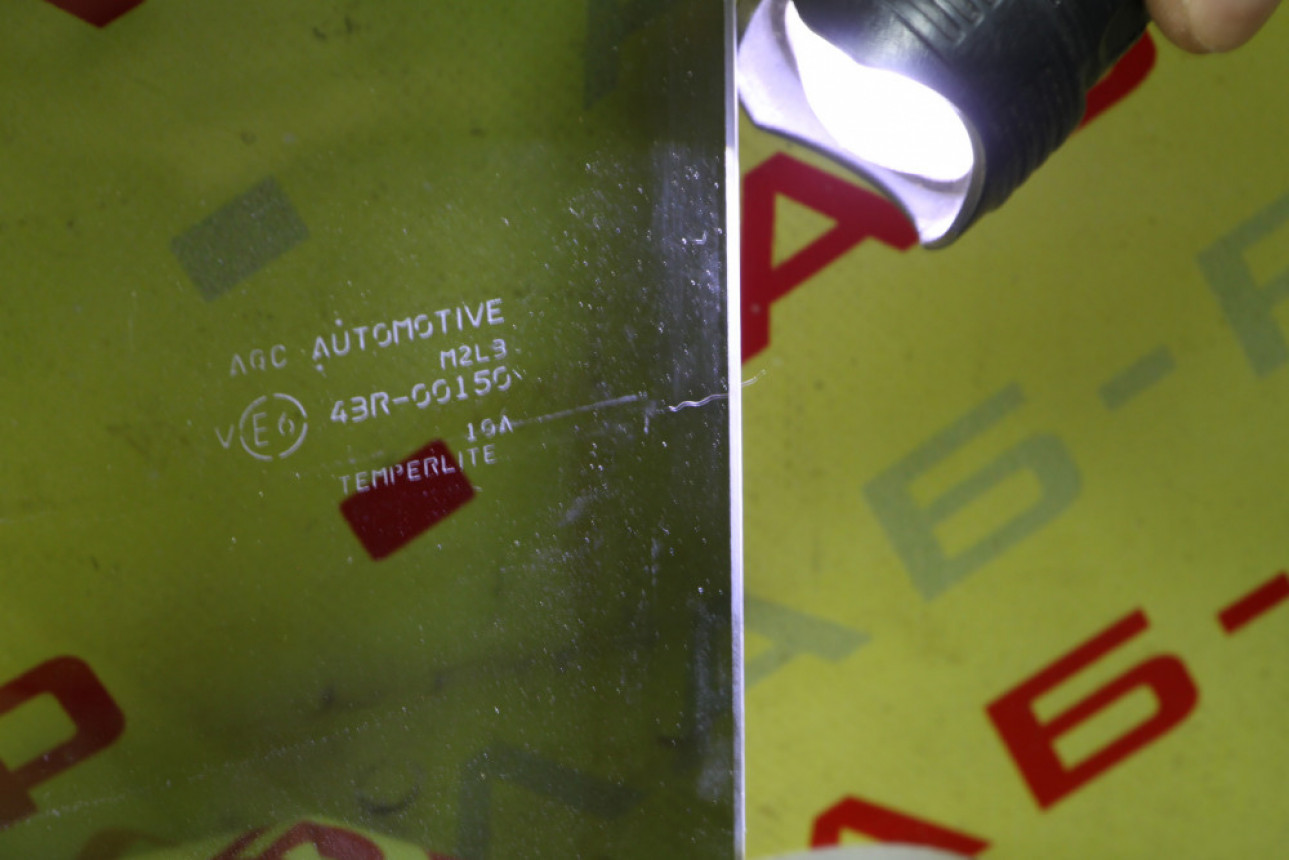 AGC AUTOMOTIVE
M2L3
V E6 43R-00150
19A
TEMPERLITE
А
Б-